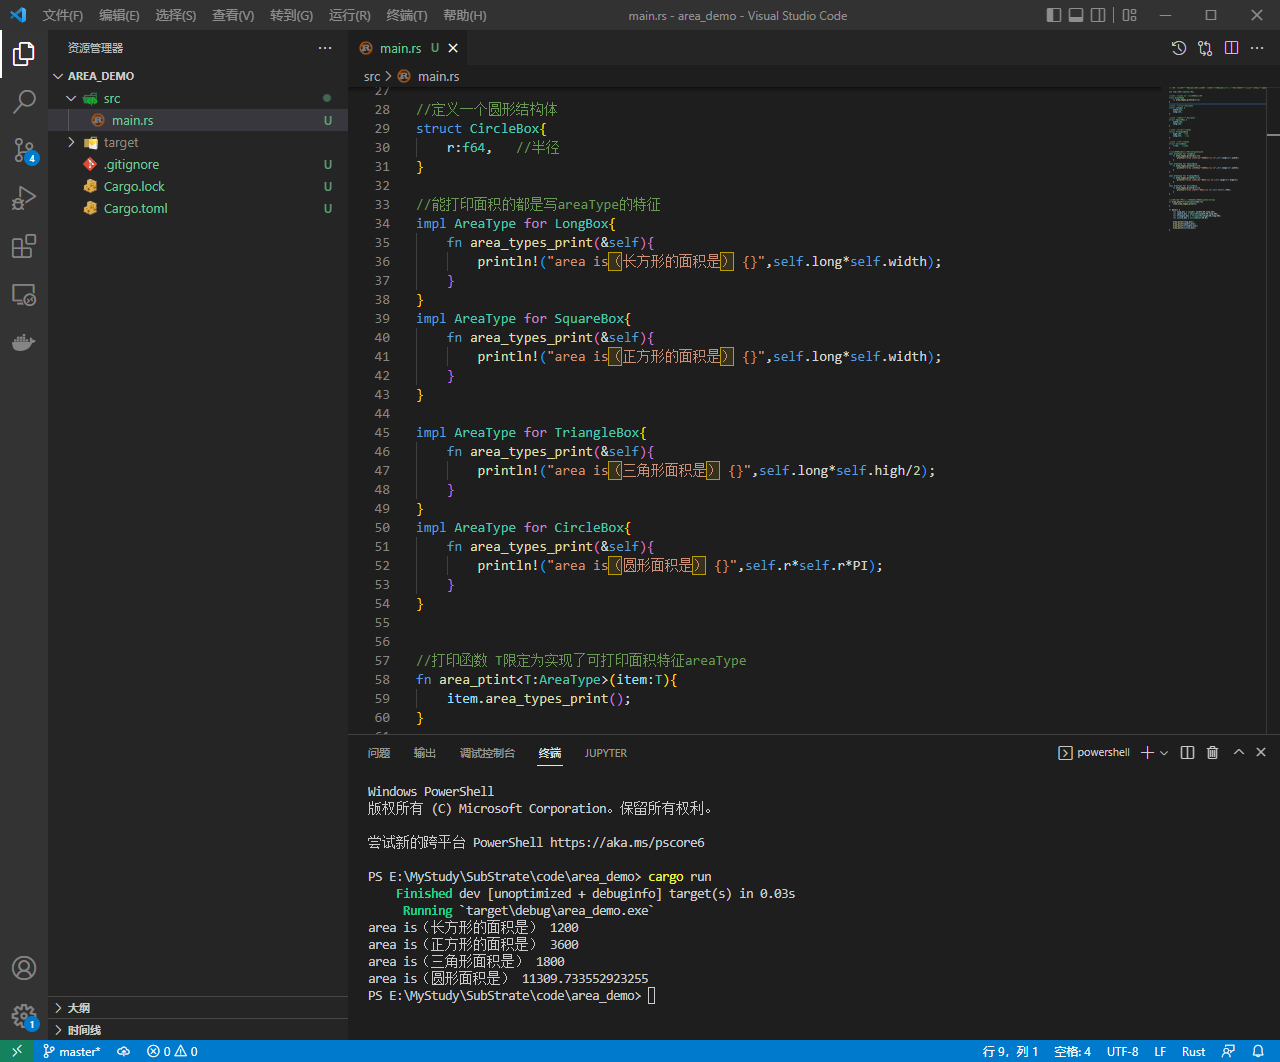 文件(F) 编辑(E) 选择(S) 查看(V) 转到(G) 运行(R) 终端(T) 帮助(H) main.rs - area_demo - Visual Studio Code
资源管理器
AREA_DEMO
src
main.rs U
target
.gitignore U
Cargo.lock U
Cargo.toml U
大纲
时间线
main.rs U
src > main.rs
27
28 //定义一个圆形结构体
29 struct CircleBox{
30 r:f64, //半径
31 }
32
33 //能打印面积的都是写areaType的特征
34 impl AreaType for LongBox{
35 fn area_types_print(&self){
36 println!("area is（长方形的面积是） {}",self.long*self.width);
37 }
38 }
39 impl AreaType for SquareBox{
40 fn area_types_print(&self){
41 println!("area is（正方形的面积是） {}",self.long*self.width);
42 }
43 }
44
45 impl AreaType for TriangleBox{
46 fn area_types_print(&self){
47 println!("area is（三角形面积是） {}",self.long*self.high/2);
48 }
49 }
50 impl AreaType for CircleBox{
51 fn area_types_print(&self){
52 println!("area is（圆形面积是） {}",self.r*self.r*PI);
53 }
54 }
55
56
57 //打印函数 T限定为实现了可打印面积特征areaType
58 fn area_ptint<T:AreaType>(item:T){
59 item.area_types_print();
60 }
61
问题 输出 调试控制台 终端 JUPYTER powershell
Windows PowerShell
版权所有 (C) Microsoft Corporation。保留所有权利。
尝试新的跨平台 PowerShell https://aka.ms/pscore6
PS E:\MyStudy\SubStrate\code\area_demo> cargo run
Finished dev [unoptimized + debuginfo] target(s) in 0.03s
Running `target\debug\area_demo.exe`
area is（长方形的面积是） 1200
area is（正方形的面积是） 3600
area is（三角形面积是） 1800
area is（圆形面积是） 11309.733552923255
PS E:\MyStudy\SubStrate\code\area_demo>
4
1
master* 0 0 行 9，列 1 空格: 4 UTF-8 LF Rust